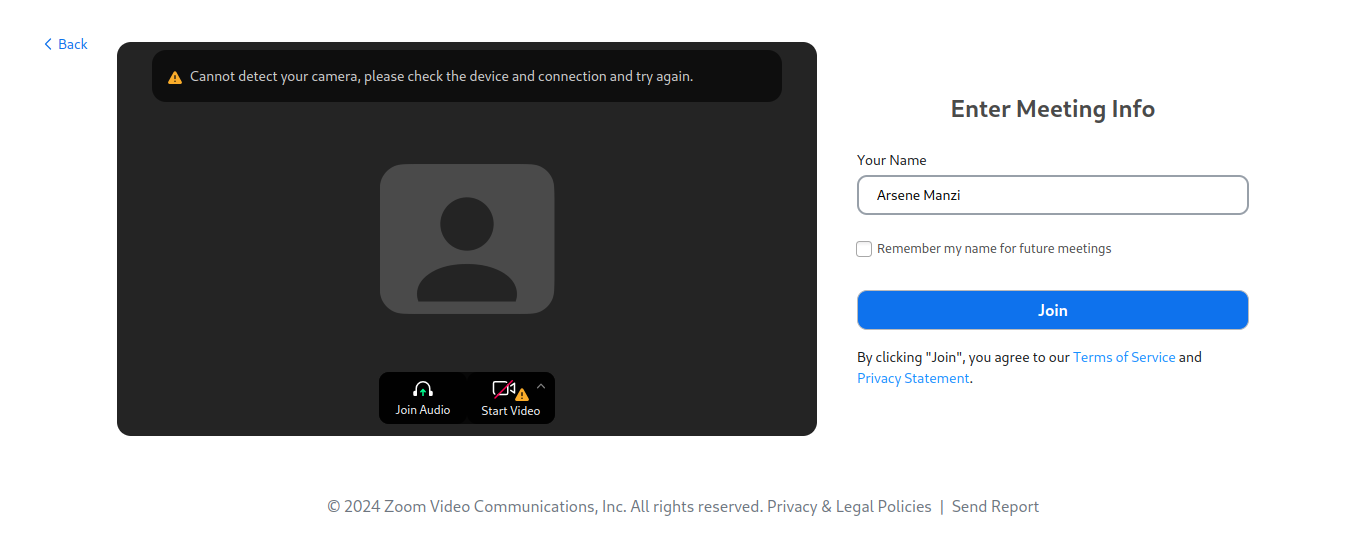 Back
Cannot detect your camera, please check the device and connection and try again.
Join Audio
Start Video
Enter Meeting Info
Your Name
Arsene Manzi
Remember my name for future meetings
Join
By clicking "Join", you agree to our Terms of Service and
Privacy Statement.
© 2024 Zoom Video Communications, Inc. All rights reserved. Privacy & Legal Policies | Send Report